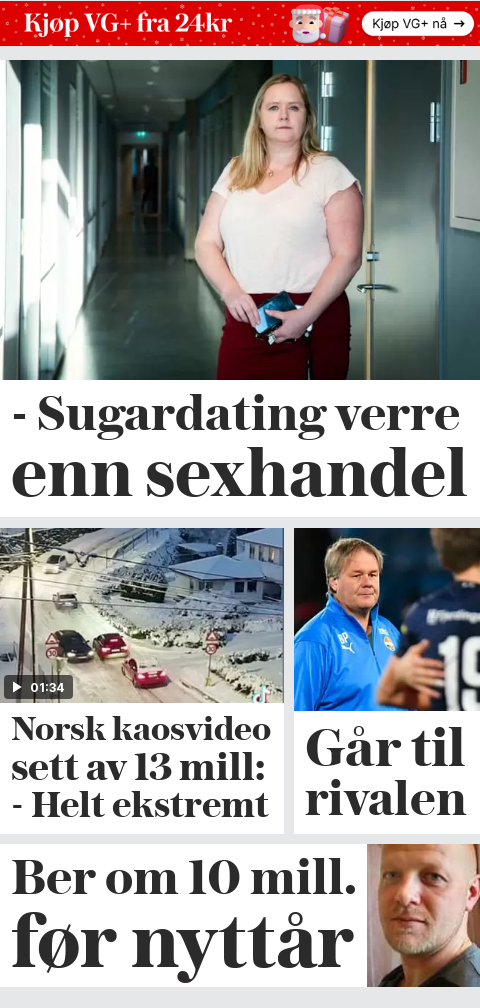 Kjøp VG+ fra 24kr
Kjøp VG+ nå →
- Sugardating verre
enn sexhandel
01:34
Norsk kaosvideo
sett av 13 mill:
- Helt ekstremt
19
Går til
rivalen
Ber om 10 mill.
før nyttår